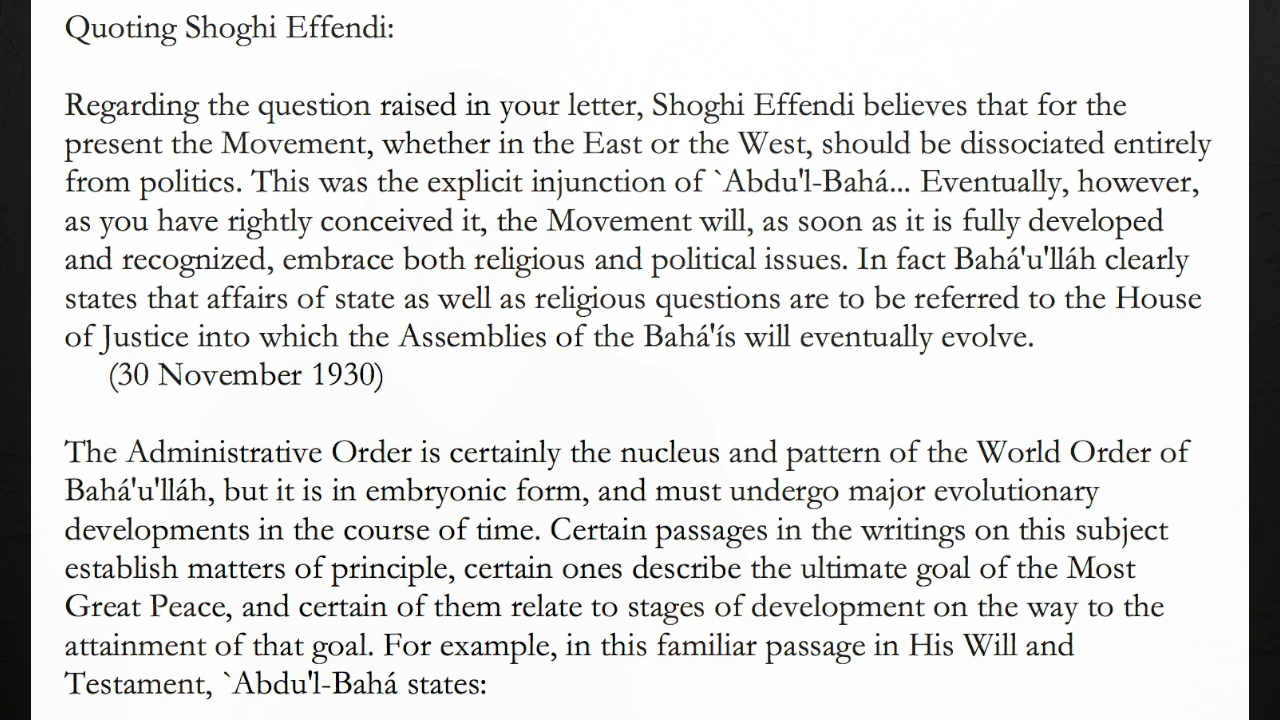 Quoting Shoghi Effendi:
Regarding the question raised in your letter, Shoghi Effendi believes that for the
present the Movement, whether in the East or the West, should be dissociated entirely
from politics. This was the explicit injunction of `Abdu'l-Bahá... Eventually, however,
as you have rightly conceived it, the Movement will, as soon as it is fully developed
and recognized, embrace both religious and political issues. In fact Bahá'u'lláh clearly
states that affairs of state as well as religious questions are to be referred to the House
of Justice into which the Assemblies of the Bahá'ís will eventually evolve.
(30 November 1930)
The Administrative Order is certainly the nucleus and pattern of the World Order of
Bahá'u'lláh, but it is in embryonic form, and must undergo major evolutionary
developments in the course of time. Certain passages in the writings on this subject
establish matters of principle, certain ones describe the ultimate goal of the Most
Great Peace, and certain of them relate to stages of development on the way to the
attainment of that goal. For example, in this familiar passage in His Will and
Testament, `Abdu'l-Bahá states: